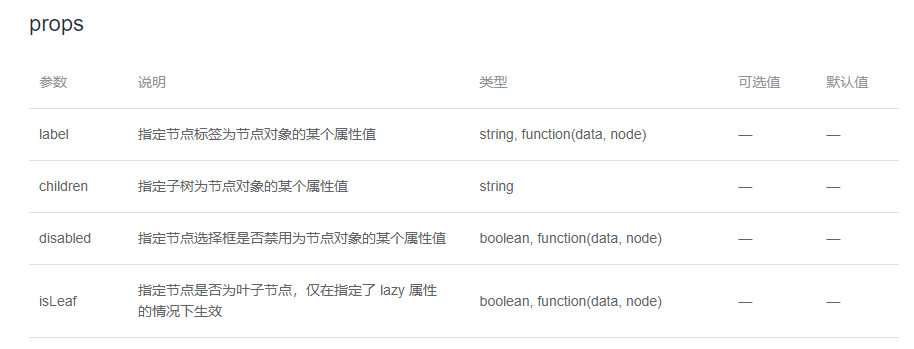 props
参数 说明 类型 可选值 默认值
label 指定节点标签为节点对象的某个属性值 string, function(data, node) — —
children 指定子树为节点对象的某个属性值 string — —
disabled 指定节点选择框是否禁用为节点对象的某个属性值 boolean, function(data, node) — —
isLeaf 指定节点是否为叶子节点，仅在指定了 lazy 属性 boolean, function(data, node) — —
的情况下生效